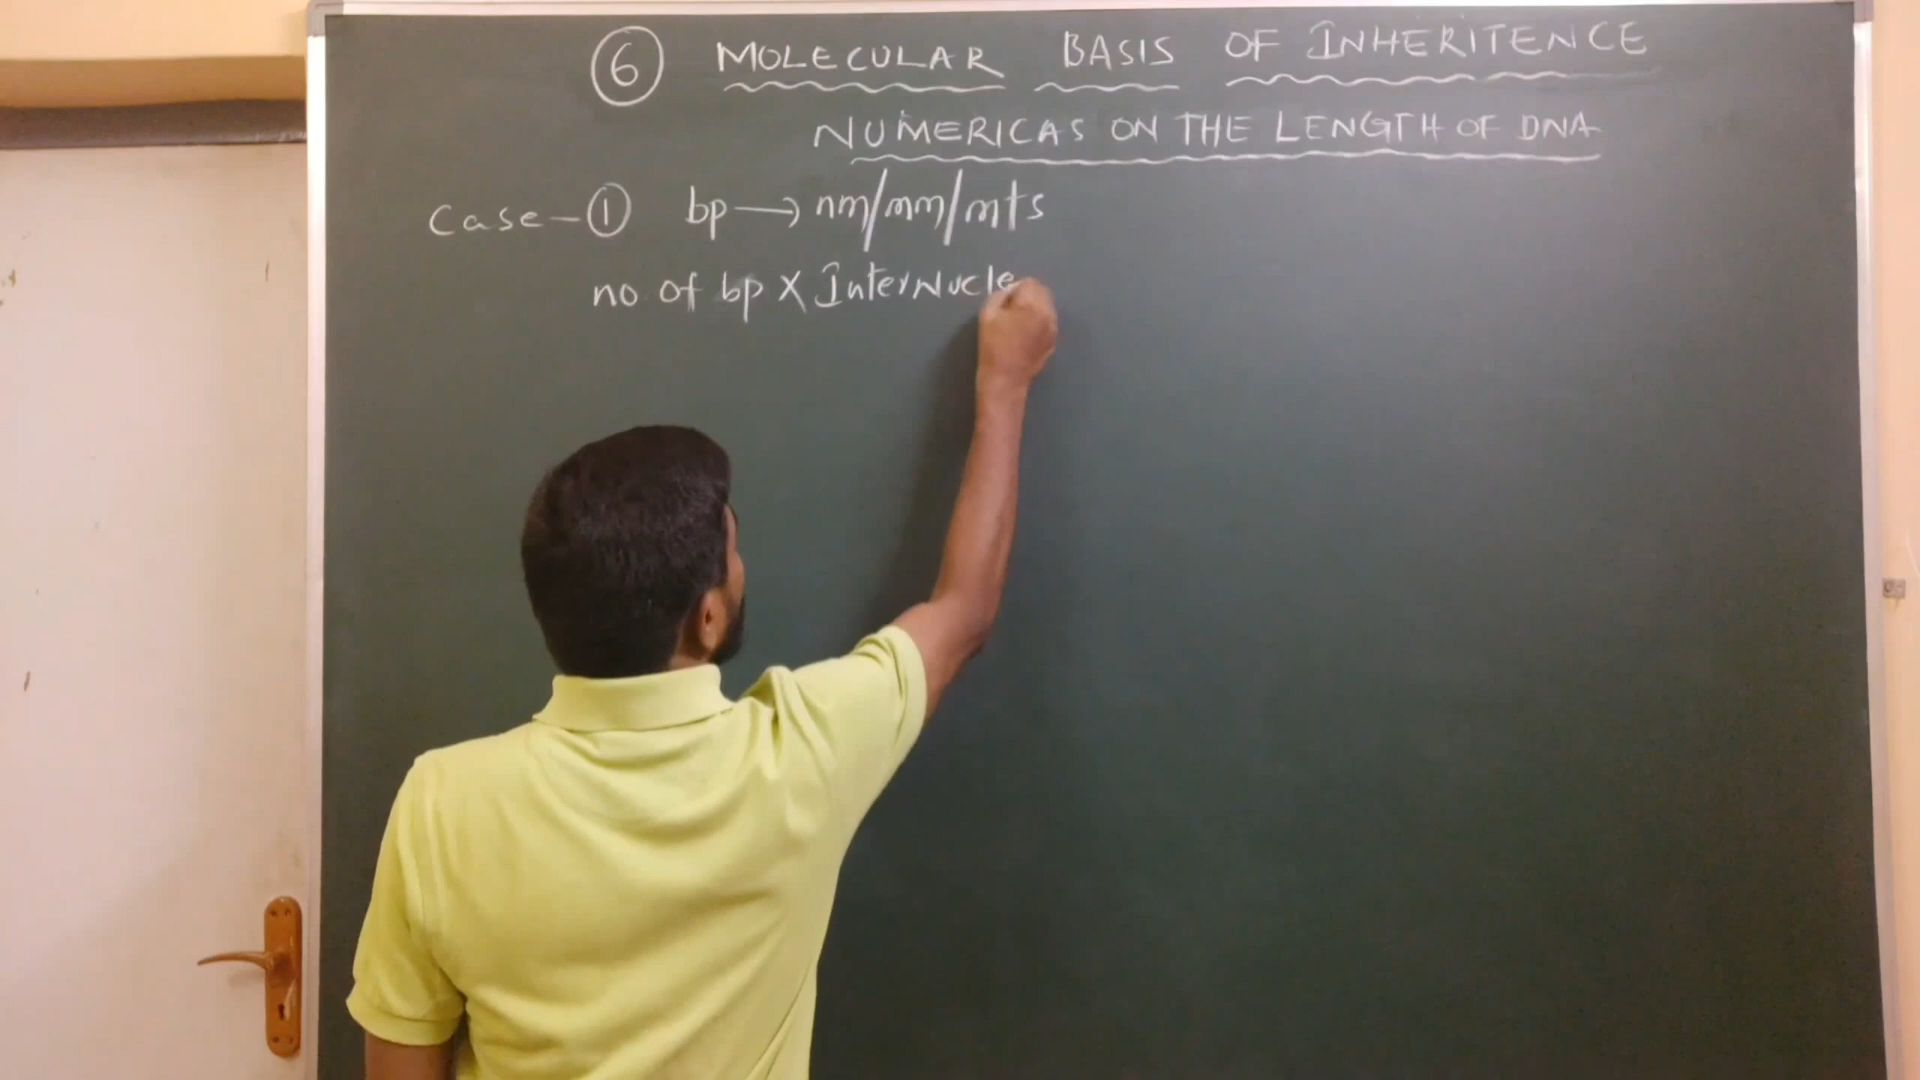 6 MOLECULAR BASIS OF INHERITENCE
NUMERICAS ON THE LENGTH OF DNA
Case - 1 bp → nm/mm/mts
no of bp X InterNucle